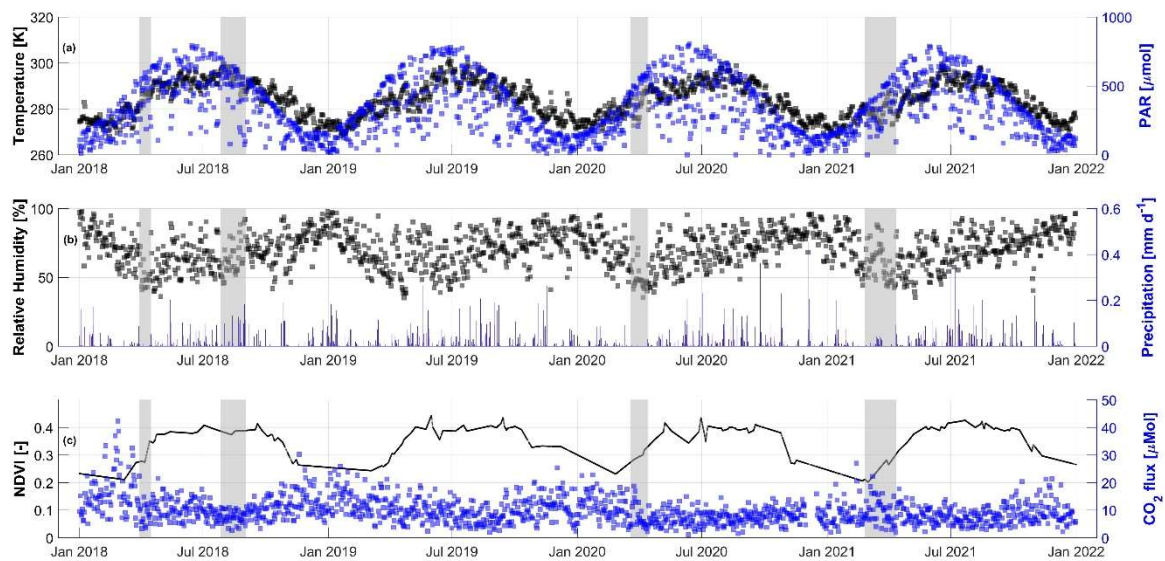 320
300
280
260
Temperature [K]
(a)
1000
500
0
PAR [μmol]
Jan 2018 Jul 2018 Jan 2019 Jul 2019 Jan 2020 Jul 2020 Jan 2021 Jul 2021 Jan 2022
100
50
0
Relative Humidity [%]
(b)
0.6
0.4
0.2
0
Precipitation [mm d⁻¹]
Jan 2018 Jul 2018 Jan 2019 Jul 2019 Jan 2020 Jul 2020 Jan 2021 Jul 2021 Jan 2022
0.4
0.3
0.2
0.1
0
NDVI [-]
(c)
50
40
30
20
10
0
CO₂ flux [μMol]
Jan 2018 Jul 2018 Jan 2019 Jul 2019 Jan 2020 Jul 2020 Jan 2021 Jul 2021 Jan 2022